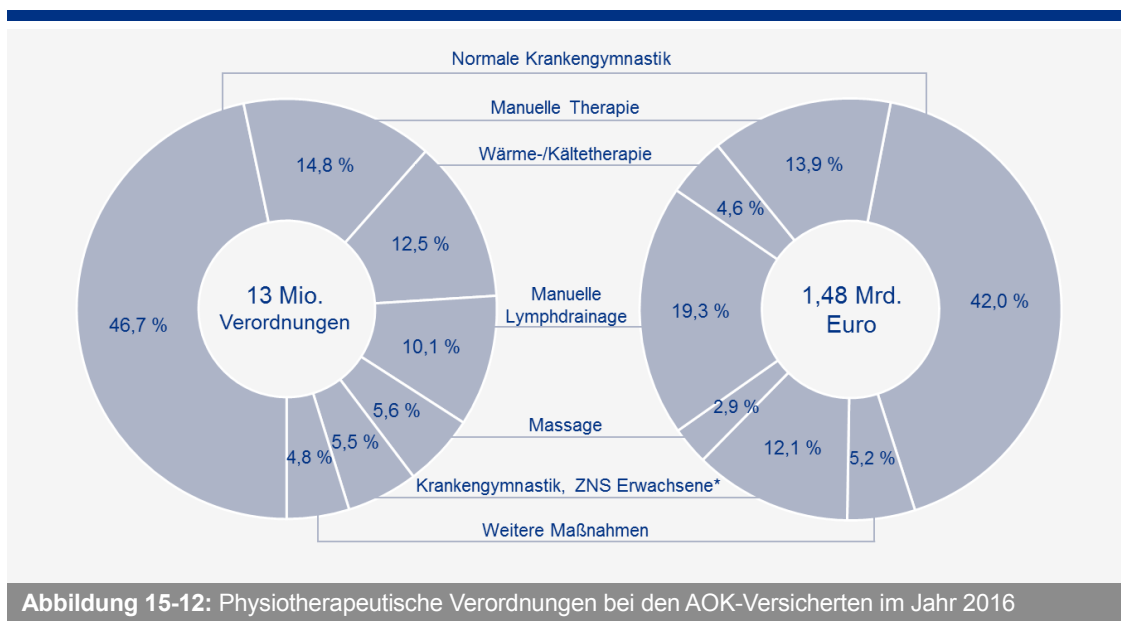 Normale Krankengymnastik
Manuelle Therapie
Wärme-/Kältetherapie
14,8 %
13,9 %
4,6 %
12,5 %
13 Mio.
Verordnungen
Manuelle
Lymphdrainage
1,48 Mrd.
Euro
46,7 %
19,3 %
42,0 %
10,1 %
5,6 %
2,9 %
Massage
5,5 %
4,8 %
12,1 %
5,2 %
Krankengymnastik, ZNS Erwachsene*
Weitere Maßnahmen
Abbildung 15-12: Physiotherapeutische Verordnungen bei den AOK-Versicherten im Jahr 2016